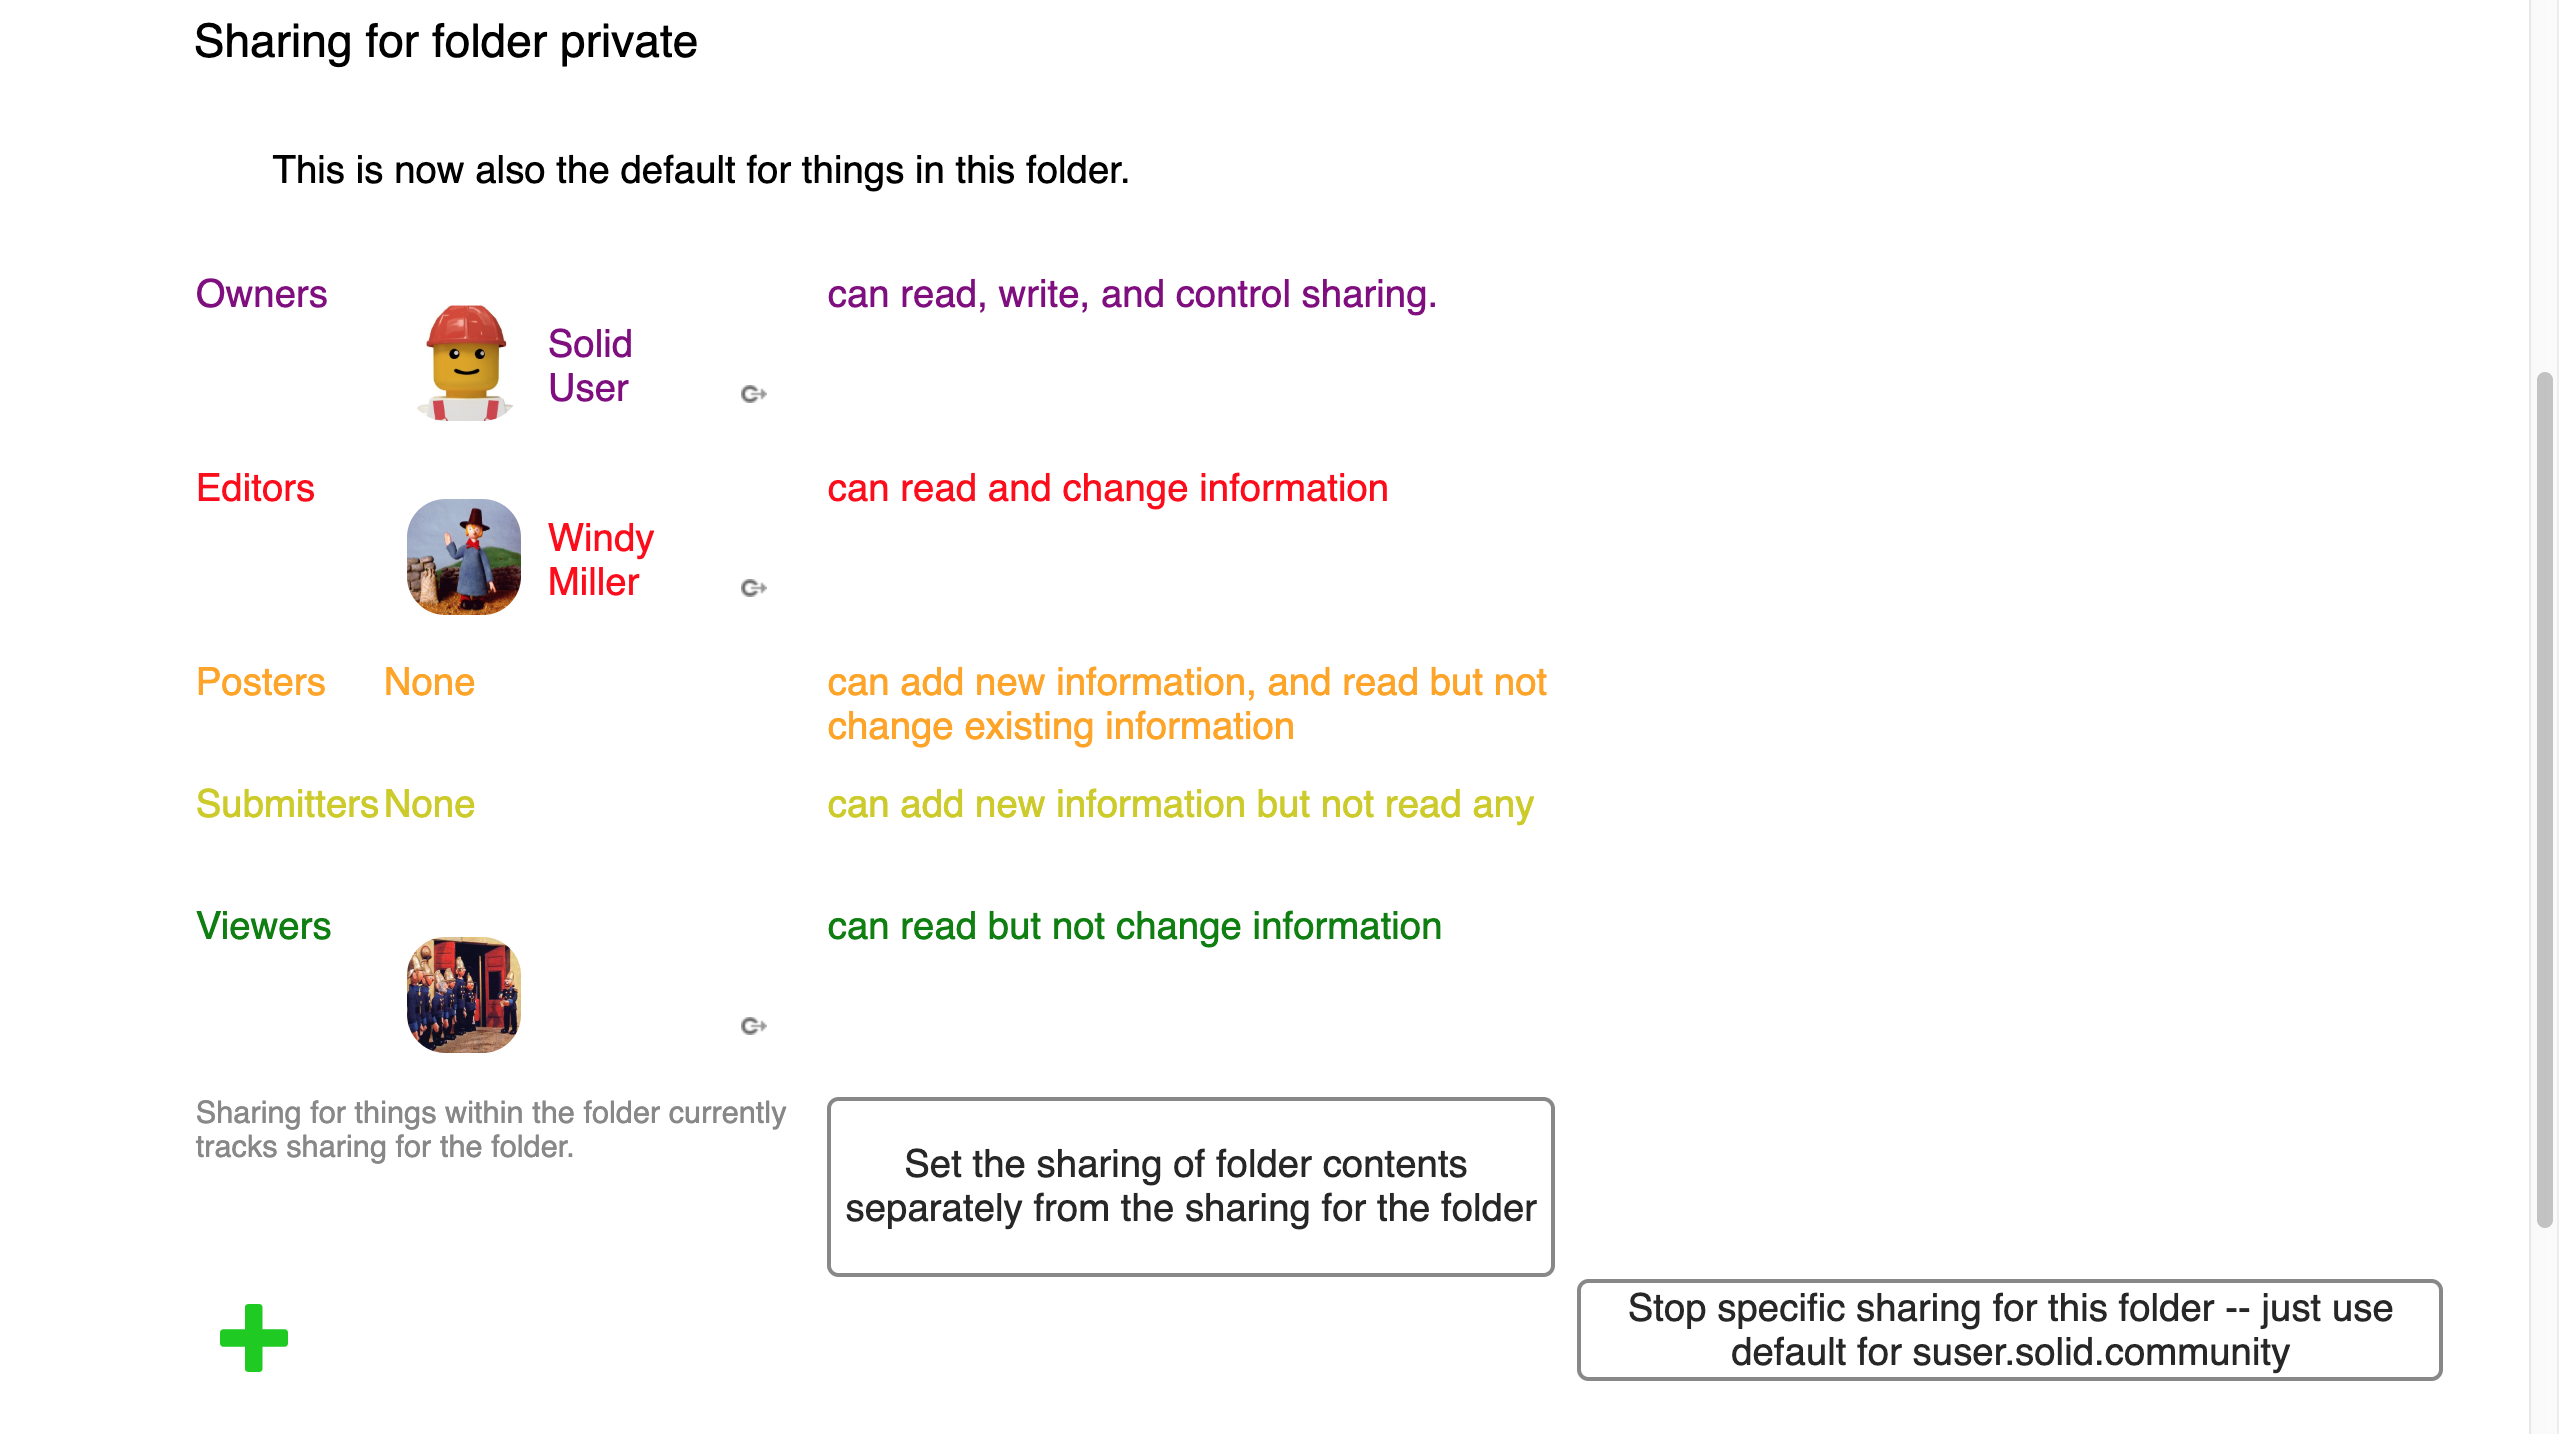 Sharing for folder private
This is now also the default for things in this folder.
Owners
Solid
User
can read, write, and control sharing.
Editors
Windy
Miller
can read and change information
Posters None
can add new information, and read but not
change existing information
Submitters None
can add new information but not read any
Viewers
can read but not change information
Sharing for things within the folder currently
tracks sharing for the folder.
Set the sharing of folder contents
separately from the sharing for the folder
Stop specific sharing for this folder -- just use
default for suser.solid.community